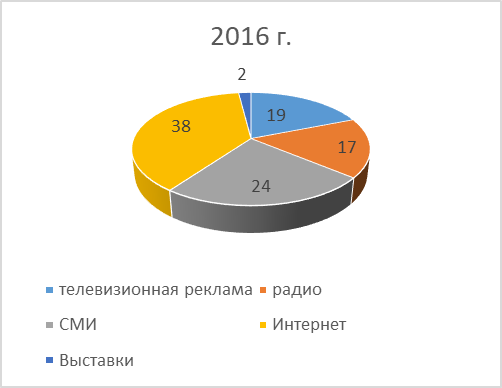 2016 г.
2
19
38
17
24
телевизионная реклама радио
СМИ Интернет
Выставки